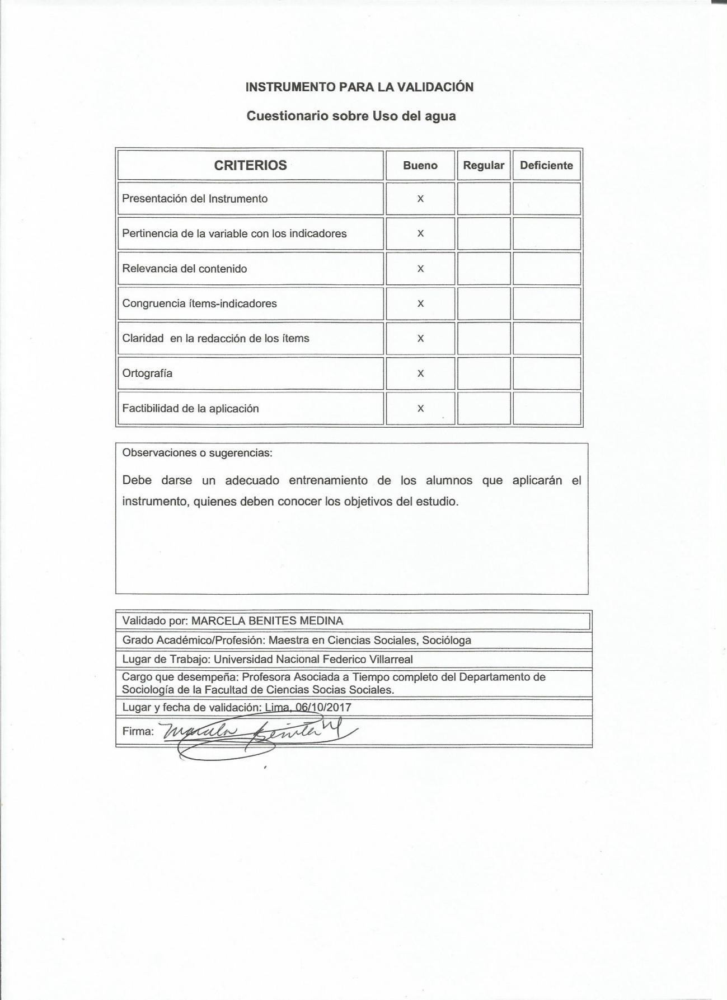 INSTRUMENTO PARA LA VALIDACIÓN
Cuestionario sobre Uso del agua
CRITERIOS Bueno Regular Deficiente
Presentación del Instrumento X
Pertinencia de la variable con los indicadores X
Relevancia del contenido X
Congruencia ítems-indicadores X
Claridad en la redacción de los ítems X
Ortografía X
Factibilidad de la aplicación X
Observaciones o sugerencias:
Debe darse un adecuado entrenamiento de los alumnos que aplicarán el
instrumento, quienes deben conocer los objetivos del estudio.
Validado por: MARCELA BENITES MEDINA
Grado Académico/Profesión: Maestra en Ciencias Sociales, Socióloga
Lugar de Trabajo: Universidad Nacional Federico Villarreal
Cargo que desempeña: Profesora Asociada a Tiempo completo del Departamento de
Sociología de la Facultad de Ciencias Socias Sociales.
Lugar y fecha de validación: Lima, 06/10/2017
Firma: Marcela Benites M